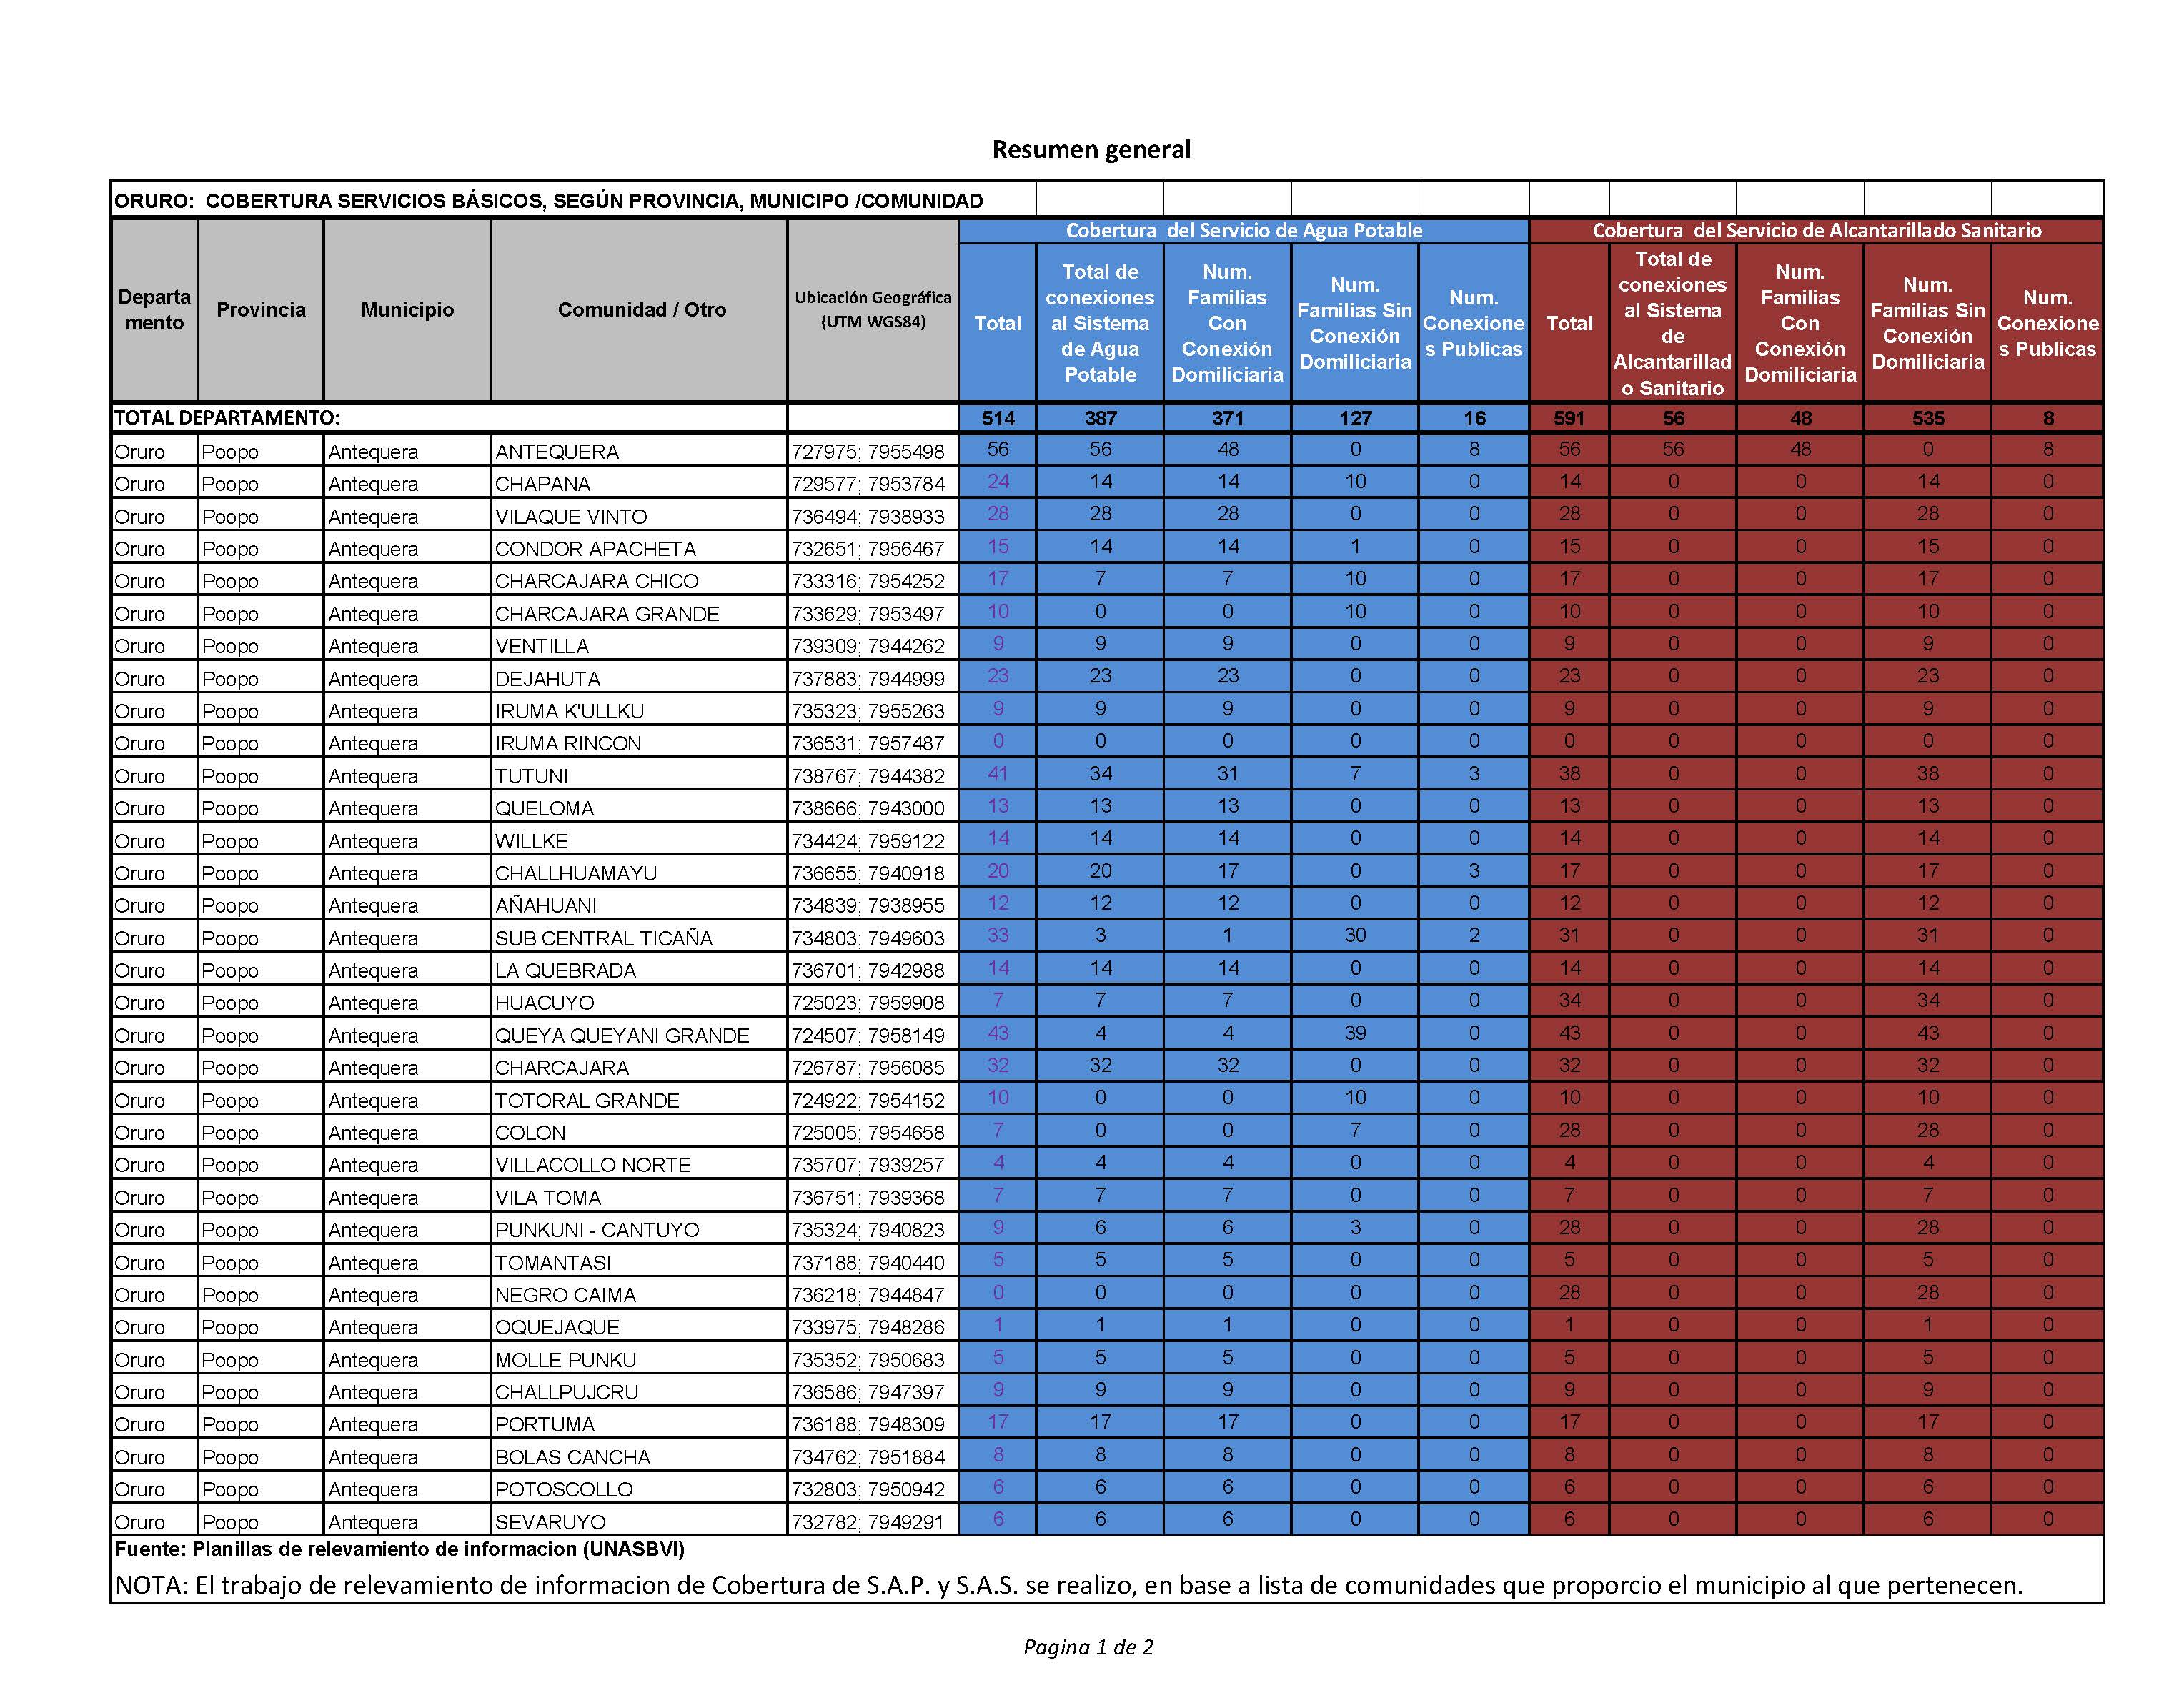 Resumen general
ORURO: COBERTURA SERVICIOS BÁSICOS, SEGÚN PROVINCIA, MUNICIPO /COMUNIDAD
Departa mento Provincia Municipio Comunidad / Otro Ubicación Geográfica (UTM WGS84) Cobertura del Servicio de Agua Potable Cobertura del Servicio de Alcantarillado Sanitario
Total Total de conexiones al Sistema de Agua Potable Num. Familias Con Conexión Domiliciaria Num. Familias Sin Conexión Domiliciaria Num. Conexione s Publicas Total Total de conexiones al Sistema de Alcantarillad o Sanitario Num. Familias Con Conexión Domiliciaria Num. Familias Sin Conexión Domiliciaria Num. Conexione s Publicas
TOTAL DEPARTAMENTO: 514 387 371 127 16 591 56 48 535 8
Oruro Poopo Antequera ANTEQUERA 727975; 7955498 56 56 48 0 8 56 56 48 0 8
Oruro Poopo Antequera CHAPANA 729577; 7953784 24 14 14 10 0 14 0 0 14 0
Oruro Poopo Antequera VILAQUE VINTO 736494; 7938933 28 28 28 0 0 28 0 0 28 0
Oruro Poopo Antequera CONDOR APACHETA 732651; 7956467 15 14 14 1 0 15 0 0 15 0
Oruro Poopo Antequera CHARCAJARA CHICO 733316; 7954252 17 7 7 10 0 17 0 0 17 0
Oruro Poopo Antequera CHARCAJARA GRANDE 733629; 7953497 10 0 0 10 0 10 0 0 10 0
Oruro Poopo Antequera VENTILLA 739309; 7944262 9 9 9 0 0 9 0 0 9 0
Oruro Poopo Antequera DEJAHUTA 737883; 7944999 23 23 23 0 0 23 0 0 23 0
Oruro Poopo Antequera IRUMA K'ULLKU 735323; 7955263 9 9 9 0 0 9 0 0 9 0
Oruro Poopo Antequera IRUMA RINCON 736531; 7957487 0 0 0 0 0 0 0 0 0 0
Oruro Poopo Antequera TUTUNI 738767; 7944382 41 34 31 7 3 38 0 0 38 0
Oruro Poopo Antequera QUELOMA 738666; 7943000 13 13 13 0 0 13 0 0 13 0
Oruro Poopo Antequera WILLKE 734424; 7959122 14 14 14 0 0 14 0 0 14 0
Oruro Poopo Antequera CHALLHUAMAYU 736655; 7940918 20 20 17 0 3 17 0 0 17 0
Oruro Poopo Antequera AÑAHUANI 734839; 7938955 12 12 12 0 0 12 0 0 12 0
Oruro Poopo Antequera SUB CENTRAL TICAÑA 734803; 7949603 33 3 1 30 2 31 0 0 31 0
Oruro Poopo Antequera LA QUEBRADA 736701; 7942988 14 14 14 0 0 14 0 0 14 0
Oruro Poopo Antequera HUACUYO 725023; 7959908 7 7 7 0 0 34 0 0 34 0
Oruro Poopo Antequera QUEYA QUEYANI GRANDE 724507; 7958149 43 4 4 39 0 43 0 0 43 0
Oruro Poopo Antequera CHARCAJARA 726787; 7956085 32 32 32 0 0 32 0 0 32 0
Oruro Poopo Antequera TOTORAL GRANDE 724922; 7954152 10 0 0 10 0 10 0 0 10 0
Oruro Poopo Antequera COLON 725005; 7954658 7 0 0 7 0 28 0 0 28 0
Oruro Poopo Antequera VILLACOLLO NORTE 735707; 7939257 4 4 4 0 0 4 0 0 4 0
Oruro Poopo Antequera VILA TOMA 736751; 7939368 7 7 7 0 0 7 0 0 7 0
Oruro Poopo Antequera PUNKUNI - CANTUYO 735324; 7940823 9 6 6 3 0 28 0 0 28 0
Oruro Poopo Antequera TOMANTASI 737188; 7940440 5 5 5 0 0 5 0 0 5 0
Oruro Poopo Antequera NEGRO CAIMA 736218; 7944847 0 0 0 0 0 28 0 0 28 0
Oruro Poopo Antequera OQUEJAQUE 733975; 7948286 1 1 1 0 0 1 0 0 1 0
Oruro Poopo Antequera MOLLE PUNKU 735352; 7950683 5 5 5 0 0 5 0 0 5 0
Oruro Poopo Antequera CHALLPUJCRU 736586; 7947397 9 9 9 0 0 9 0 0 9 0
Oruro Poopo Antequera PORTUMA 736188; 7948309 17 17 17 0 0 17 0 0 17 0
Oruro Poopo Antequera BOLAS CANCHA 734762; 7951884 8 8 8 0 0 8 0 0 8 0
Oruro Poopo Antequera POTOSCOLLO 732803; 7950942 6 6 6 0 0 6 0 0 6 0
Oruro Poopo Antequera SEVARUYO 732782; 7949291 6 6 6 0 0 6 0 0 6 0
Fuente: Planillas de relevamiento de informacion (UNASBVI)
NOTA: El trabajo de relevamiento de informacion de Cobertura de S.A.P. y S.A.S. se realizo, en base a lista de comunidades que proporcio el municipio al que pertenecen.
Pagina 1 de 2